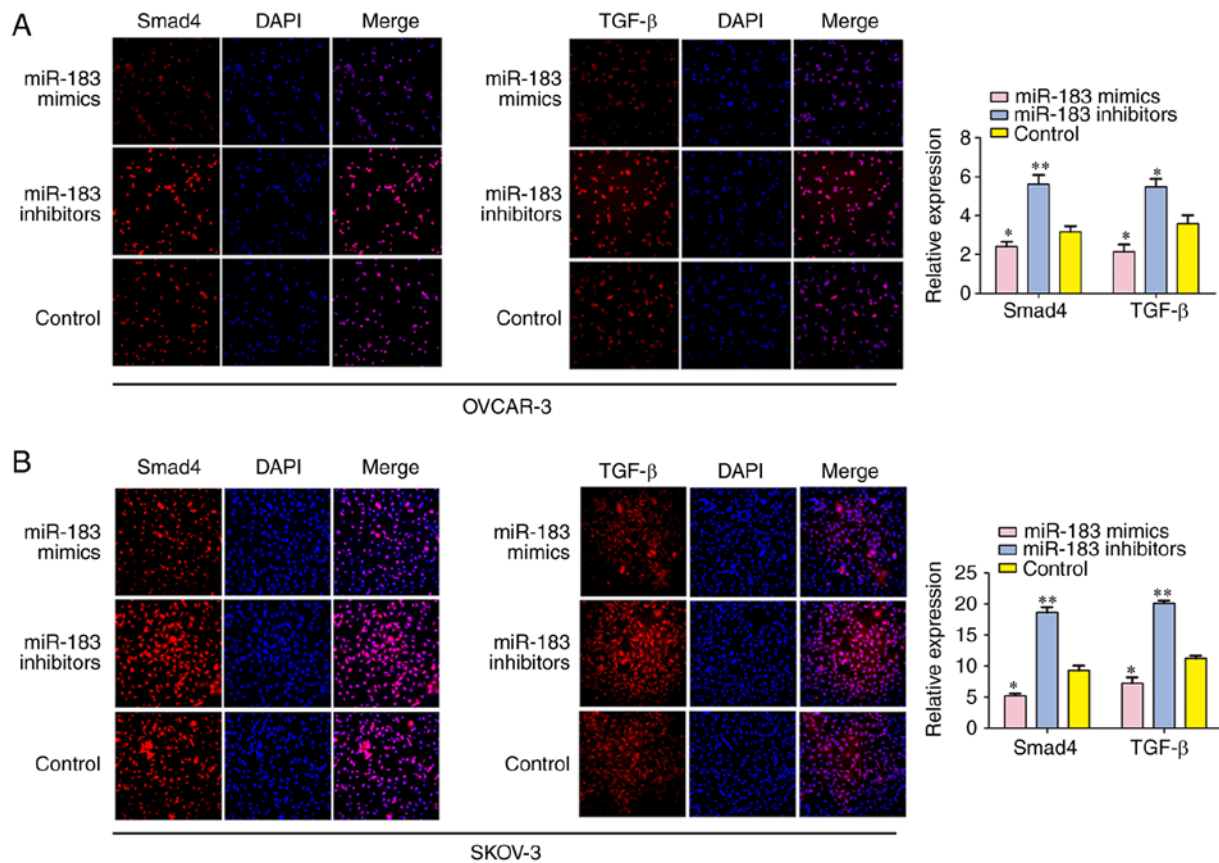 A
Smad4 DAPI Merge
TGF-β DAPI Merge
miR-183
mimics
miR-183
inhibitors
Control
miR-183
mimics
miR-183
inhibitors
Control
OVCAR-3
miR-183 mimics
miR-183 inhibitors
Control
Relative expression
8
6
4
2
0
*
**
*
*
Smad4 TGF-β
B
Smad4 DAPI Merge
TGF-β DAPI Merge
miR-183
mimics
miR-183
inhibitors
Control
miR-183
mimics
miR-183
inhibitors
Control
SKOV-3
miR-183 mimics
miR-183 inhibitors
Control
Relative expression
25
20
15
10
5
0
*
**
*
**
Smad4 TGF-β